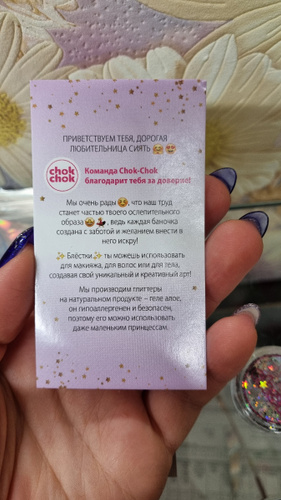 ПРИВЕТСТВУЕМ ТЕБЯ, ДОРОГАЯ
ЛЮБИТЕЛЬНИЦА СИЯТЬ 🥰 😍
chok
chok
Команда Chok-Chok
благодарит тебя за доверие!
Мы очень рады 🥰, что наш труд
станет частью твоего ослепительного
образа 🤩, ведь каждая баночка
создана с заботой и желанием внести в
него искру!
✨ Блёстки ✨ ты можешь использовать
для макияжа, для волос или для тела,
создавая свой уникальный и креативный арт!
Мы производим глиттеры
на натуральном продукте – геле алоэ,
он гипоаллергенен и безопасен,
поэтому его можно использовать
даже маленьким принцессам.